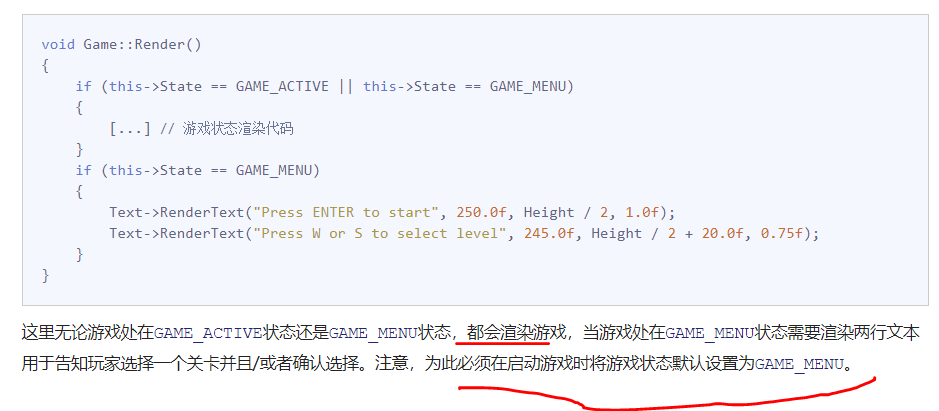 void Game::Render()
{
    if (this->State == GAME_ACTIVE || this->State == GAME_MENU)
    {
        [...] // 游戏状态渲染代码
    }
    if (this->State == GAME_MENU)
    {
        Text->RenderText("Press ENTER to start", 250.0f, Height / 2, 1.0f);
        Text->RenderText("Press W or S to select level", 245.0f, Height / 2 + 20.0f, 0.75f);
    }
}
这里无论游戏处在GAME_ACTIVE状态还是GAME_MENU状态，都会渲染游戏，当游戏处在GAME_MENU状态需要渲染两行文本
用于告知玩家选择一个关卡并且/或者确认选择。注意，为此必须在启动游戏时将游戏状态默认设置为GAME_MENU。